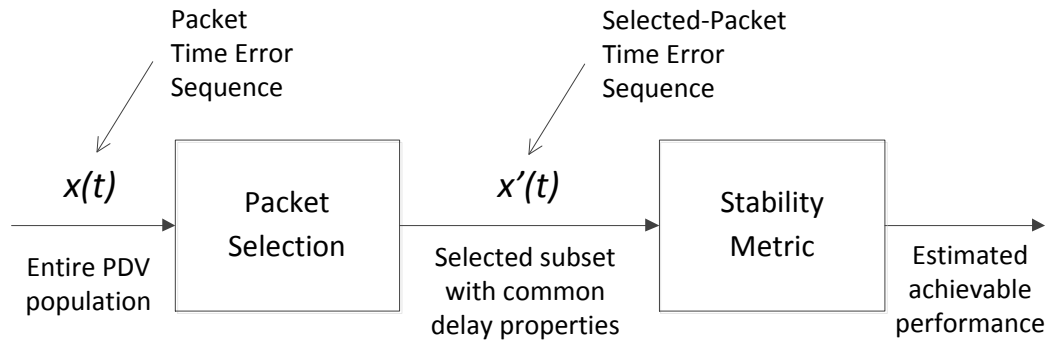 Packet
Time Error
Sequence
Selected-Packet
Time Error
Sequence
x(t)
Packet
Selection
x’(t)
Stability
Metric
Entire PDV
population
Selected subset
with common
delay properties
Estimated
achievable
performance